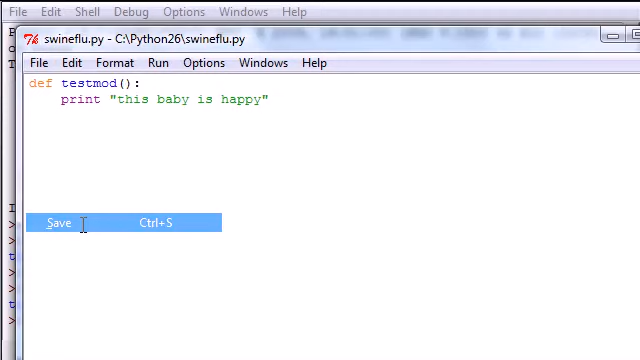 File Edit Shell Debug Options Windows Help
swineflu.py - C:\Python26\swineflu.py
File Edit Format Run Options Windows Help
def testmod():
print "this baby is happy"
Save Ctrl+S